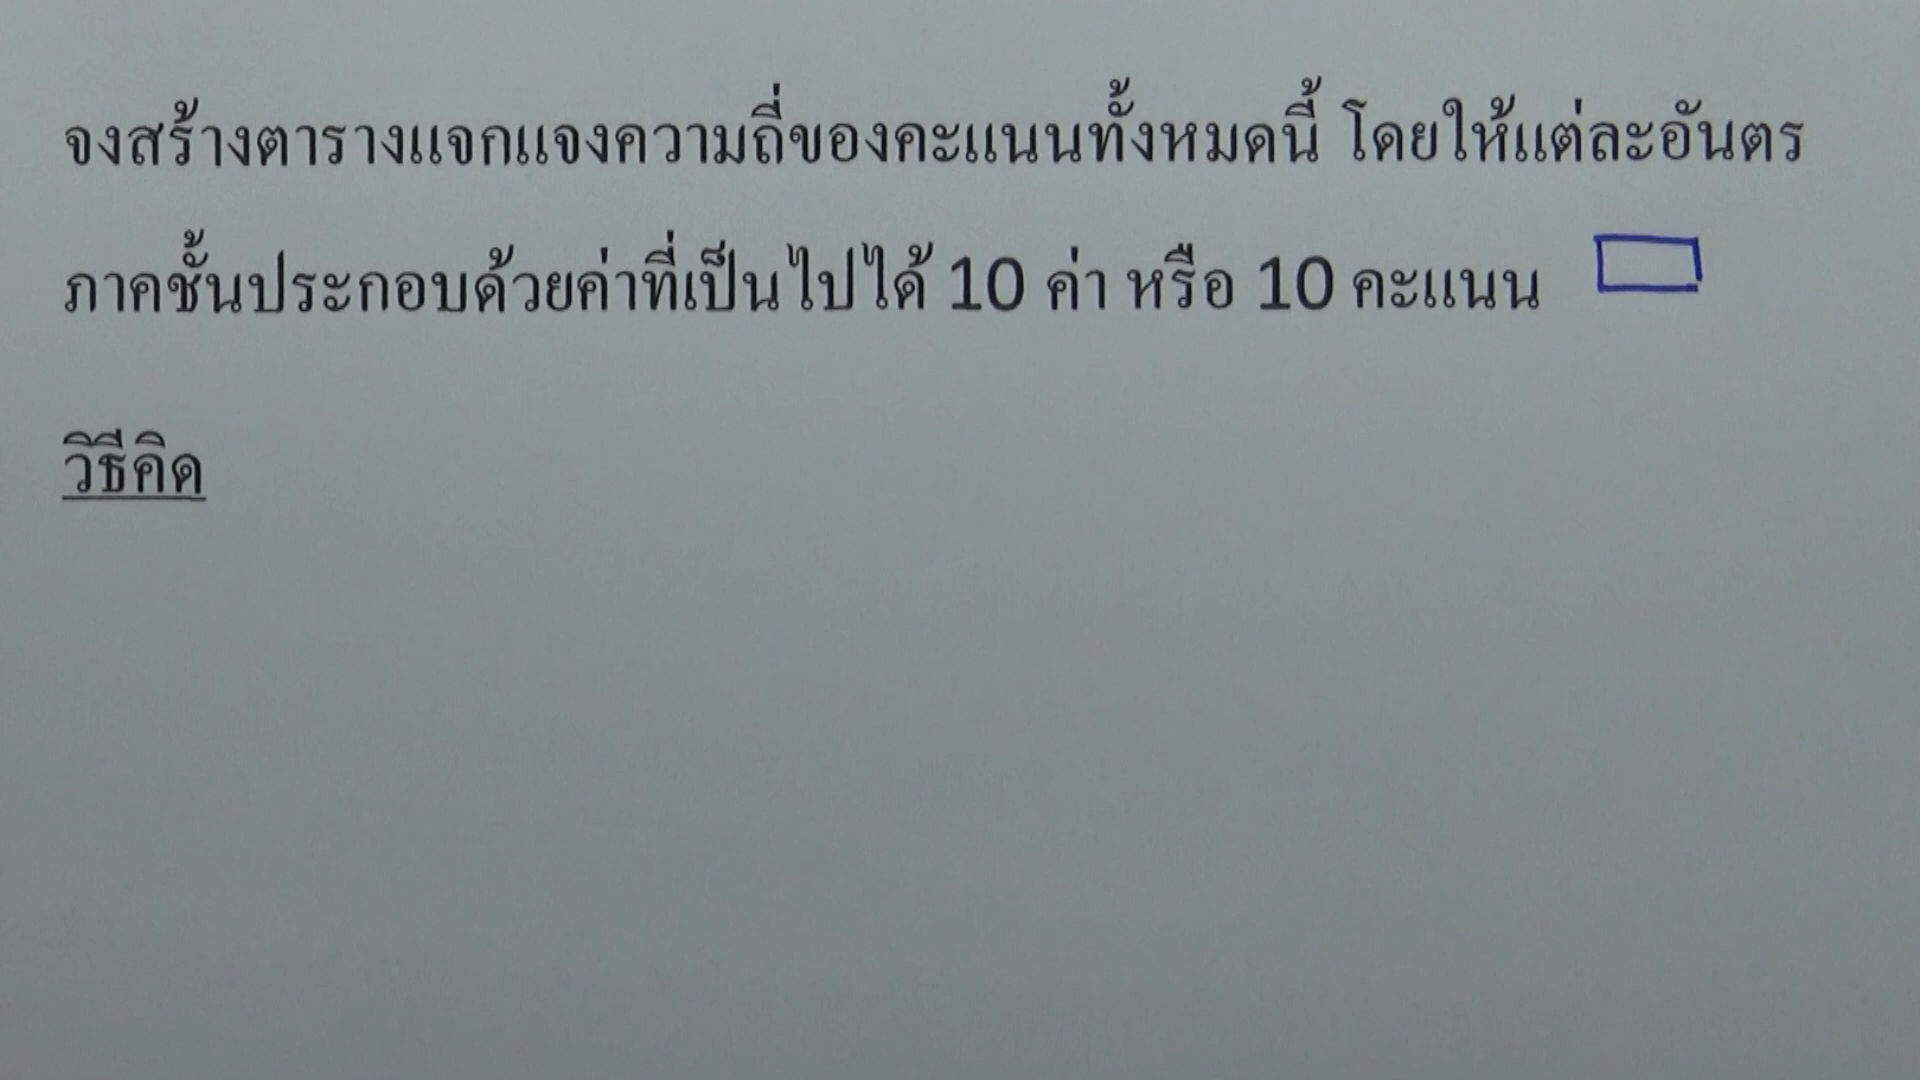 จงสร้างตารางแจกแจงความถี่ของคะแนนทั้งหมดนี้ โดยให้แต่ละอันตร
ภาคชั้นประกอบด้วยค่าที่เป็นไปได้ 10 ค่า หรือ 10 คะแนน
วิธีคิด